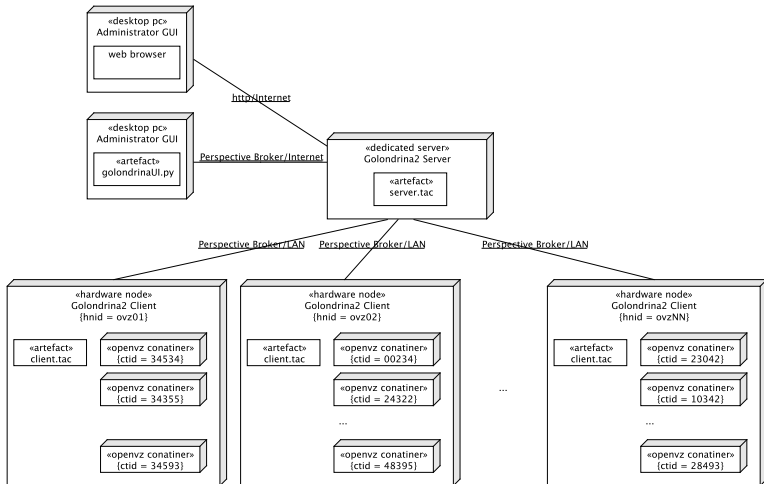 «desktop pc»
Administrator GUI
web browser
http/Internet
«desktop pc»
Administrator GUI
«artefact»
golondrinaUI.py
Perspective Broker/Internet
«dedicated server»
Golondrina2 Server
«artefact»
server.tac
Perspective Broker/LAN
Perspective Broker/LAN
Perspective Broker/LAN
«hardware node»
Golondrina2 Client
{hnid = ovz01}
«artefact»
client.tac
«openvz conatiner»
{ctid = 34534}
«openvz conatiner»
{ctid = 34355}
«openvz conatiner»
{ctid = 34593}
«hardware node»
Golondrina2 Client
{hnid = ovz02}
«artefact»
client.tac
«openvz conatiner»
{ctid = 00234}
«openvz conatiner»
{ctid = 24322}
...
«openvz conatiner»
{ctid = 48395}
...
«hardware node»
Golondrina2 Client
{hnid = ovzNN}
«artefact»
client.tac
«openvz conatiner»
{ctid = 23042}
«openvz conatiner»
{ctid = 10342}
...
«openvz conatiner»
{ctid = 28493}